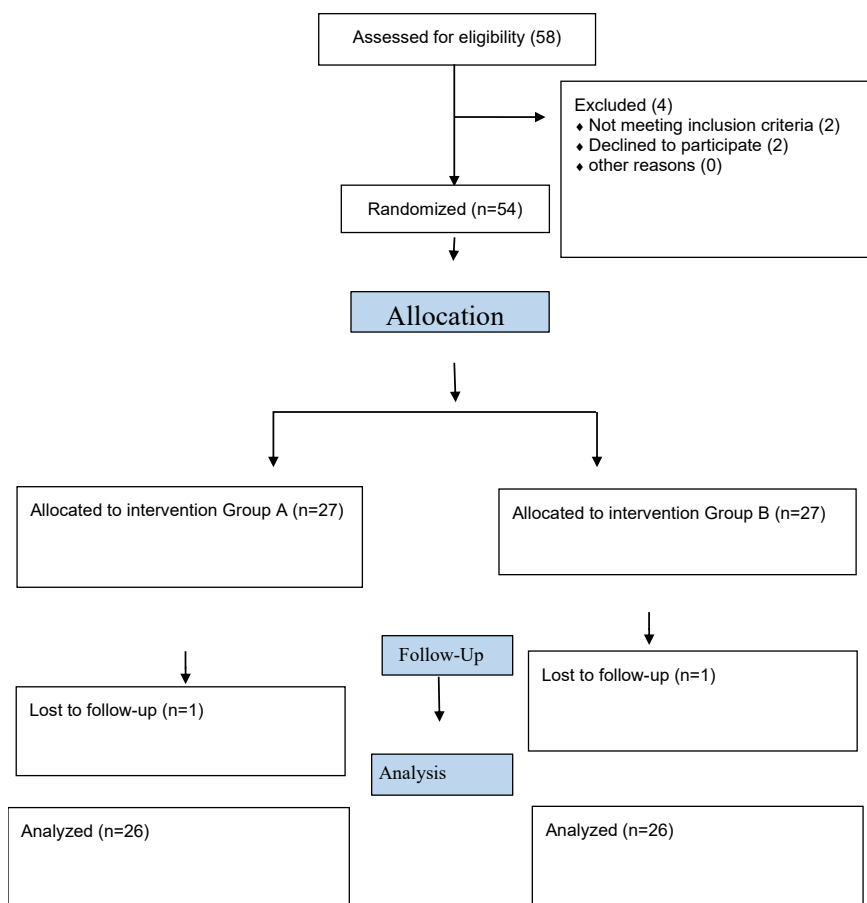 Assessed for eligibility (58)
Excluded (4)
♦ Not meeting inclusion criteria (2)
♦ Declined to participate (2)
♦ other reasons (0)
Randomized (n=54)
Allocation
Allocated to intervention Group A (n=27)
Allocated to intervention Group B (n=27)
Follow-Up
Lost to follow-up (n=1)
Lost to follow-up (n=1)
Analysis
Analyzed (n=26)
Analyzed (n=26)